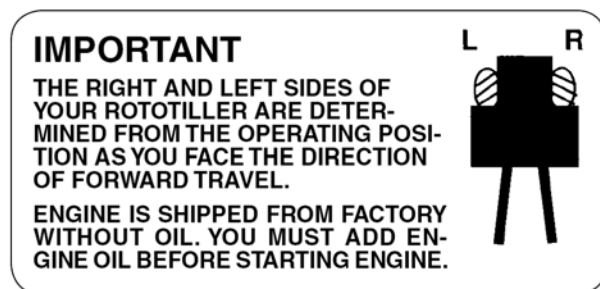 IMPORTANT
THE RIGHT AND LEFT SIDES OF
YOUR ROTOTILLER ARE DETER-
MINED FROM THE OPERATING POSI-
TION AS YOU FACE THE DIRECTION
OF FORWARD TRAVEL.
ENGINE IS SHIPPED FROM FACTORY
WITHOUT OIL. YOU MUST ADD EN-
GINE OIL BEFORE STARTING ENGINE.
L R